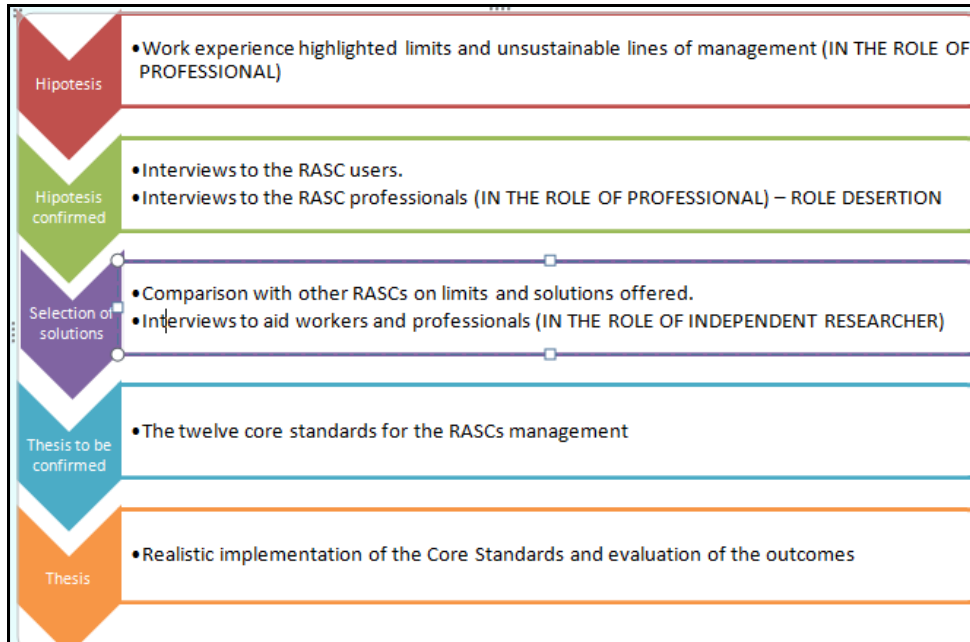 Hipotesis
•Work experience highlighted limits and unsustainable lines of management (IN THE ROLE OF
PROFESSIONAL)
Hipotesis
confirmed
•Interviews to the RASC users.
•Interviews to the RASC professionals (IN THE ROLE OF PROFESSIONAL) – ROLE DESERTION
Selection of
solutions
•Comparison with other RASCs on limits and solutions offered.
•Interviews to aid workers and professionals (IN THE ROLE OF INDEPENDENT RESEARCHER)
Thesis to be
confirmed
•The twelve core standards for the RASCs management
Thesis
•Realistic implementation of the Core Standards and evaluation of the outcomes